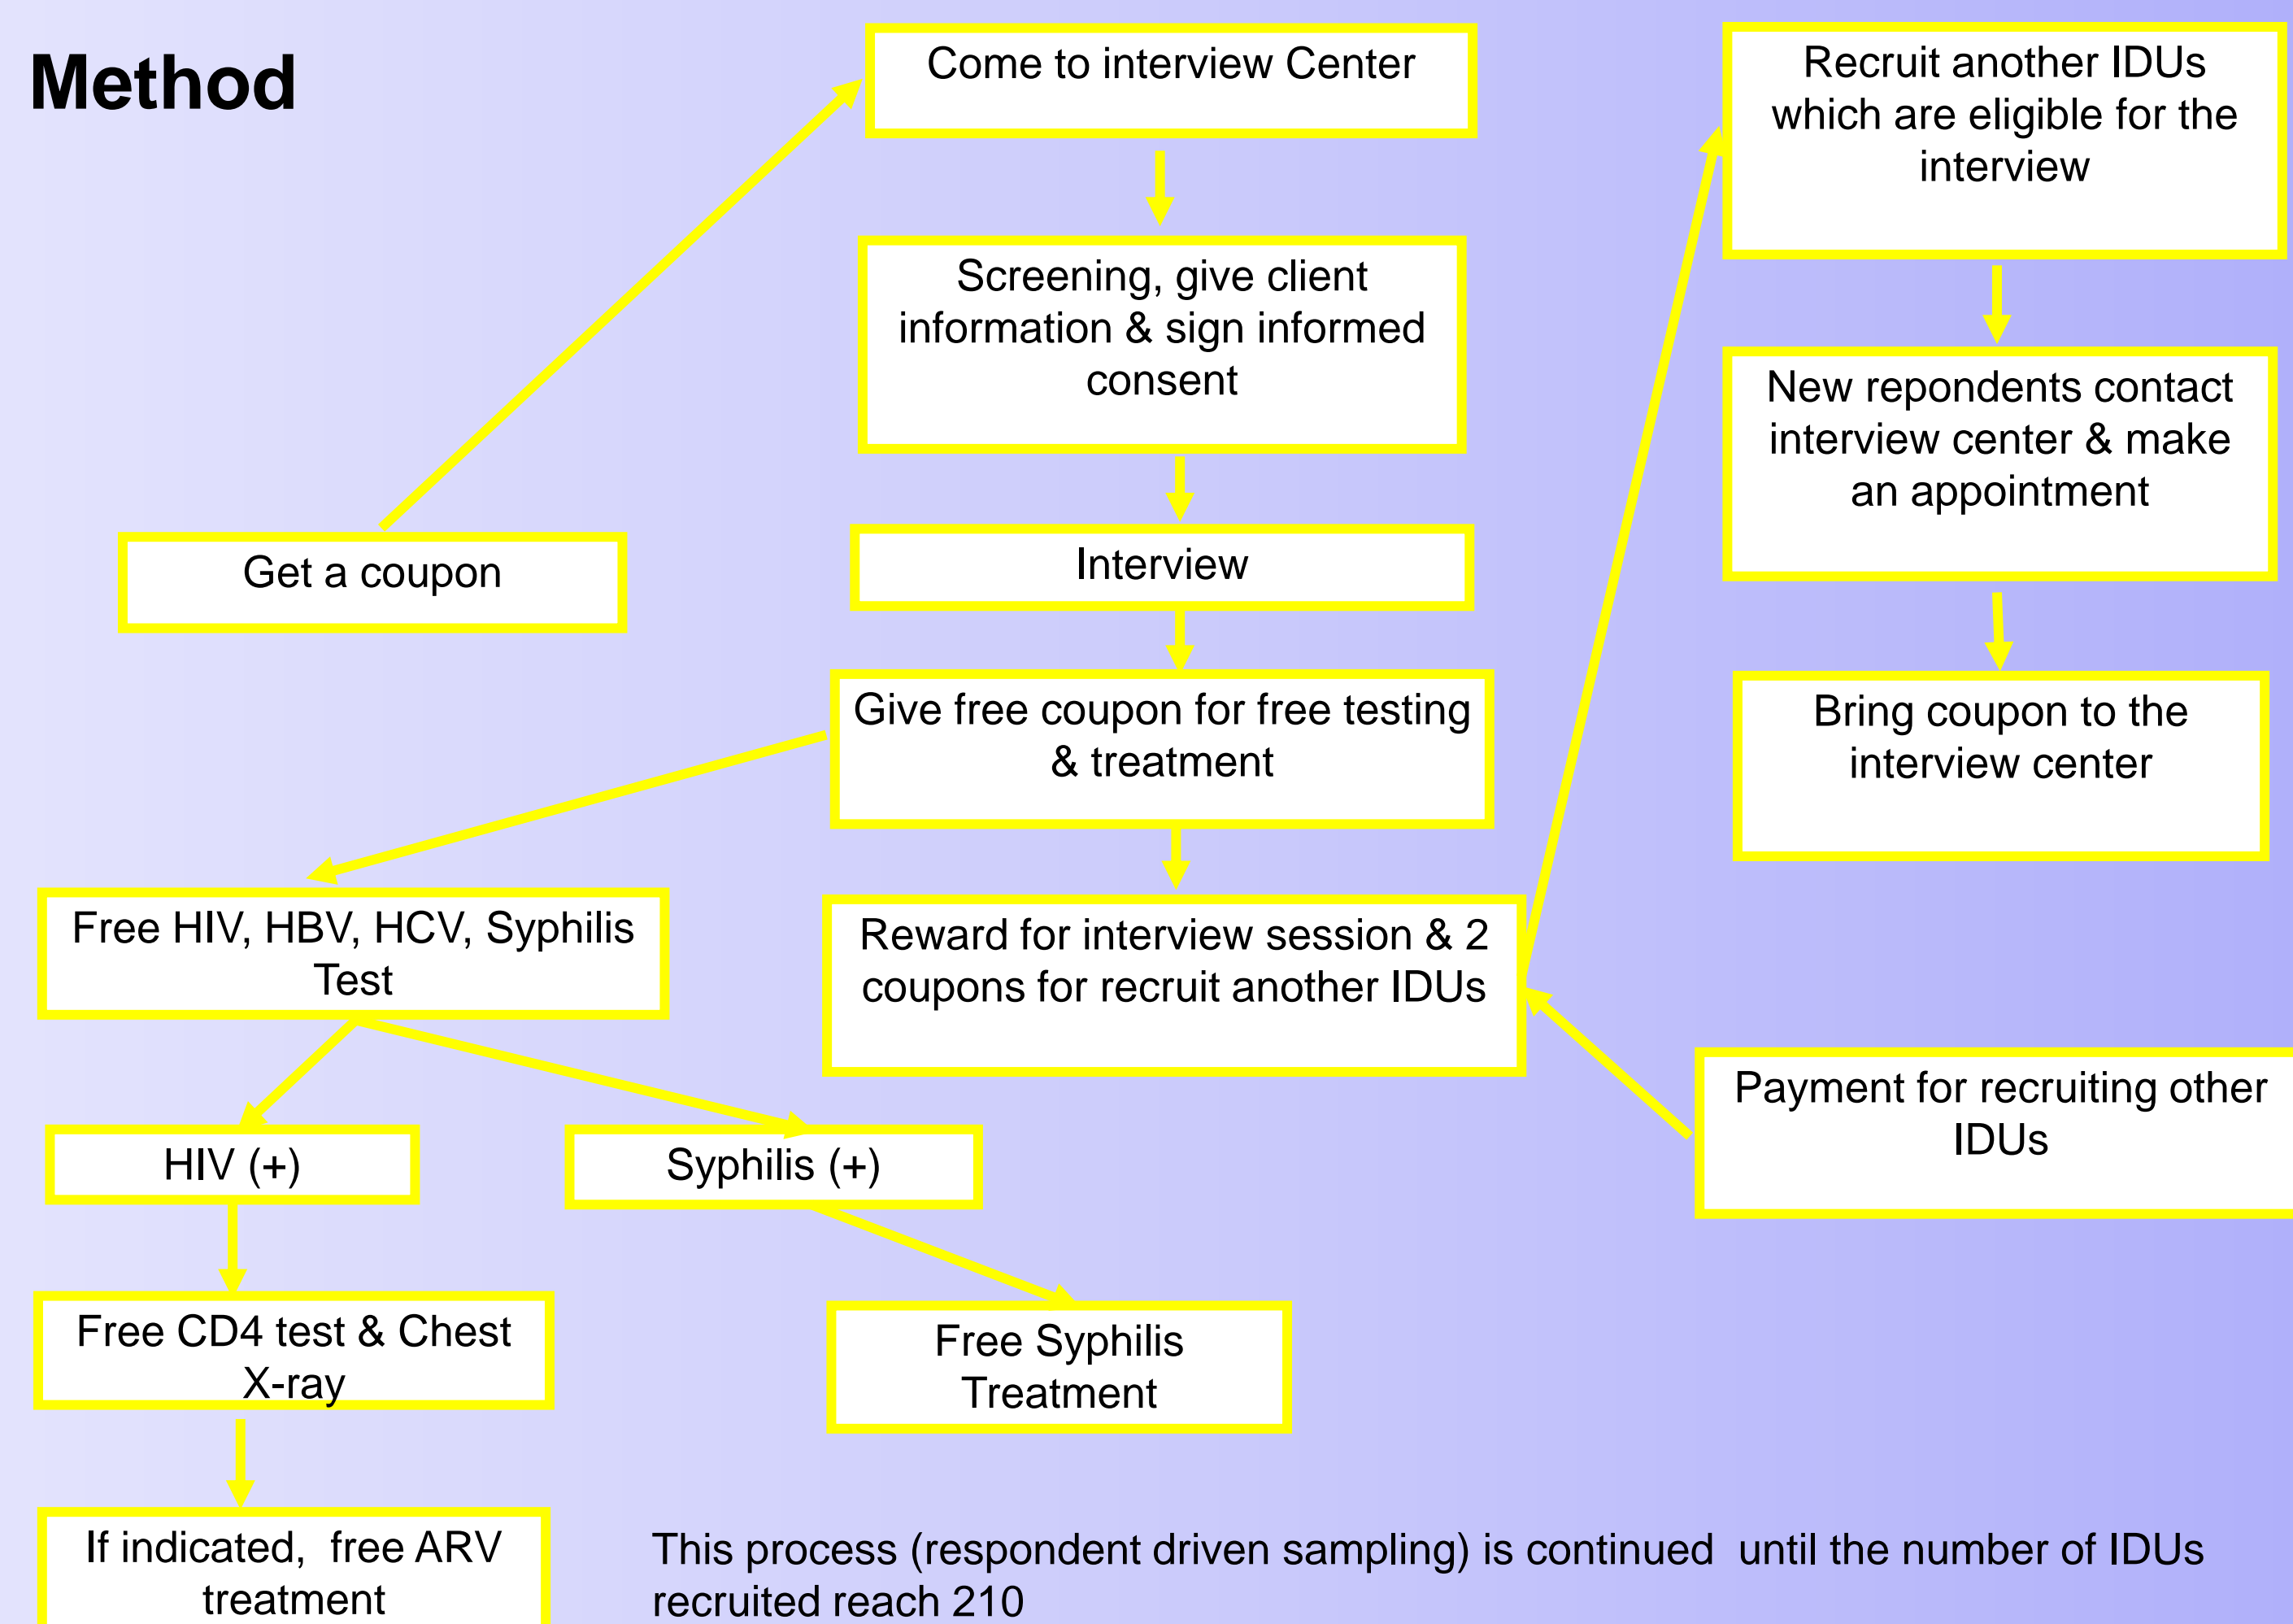 Method
Get a coupon
Come to interview Center
Screening, give client
information & sign informed
consent
Interview
Give free coupon for free testing
& treatment
Reward for interview session & 2
coupons for recruit another IDUs
Recruit another IDUs
which are eligible for the
interview
New repondents contact
interview center & make
an appointment
Bring coupon to the
interview center
Payment for recruiting other
IDUs
Free HIV, HBV, HCV, Syphilis
Test
HIV (+)
Syphilis (+)
Free CD4 test & Chest
X-ray
Free Syphilis
Treatment
If indicated, free ARV
treatment
This process (respondent driven sampling) is continued until the number of IDUs
recruited reach 210